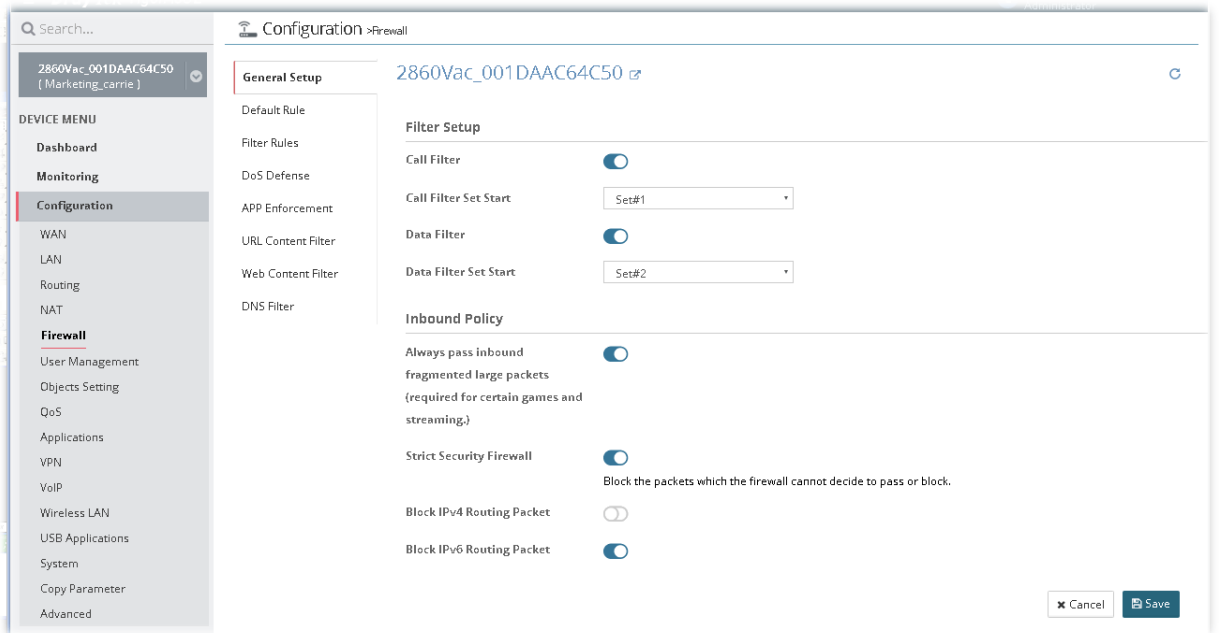 Administrator
Search...
2860Vac_001DAAC64C50
( Marketing_carrie )
DEVICE MENU
Dashboard
Monitoring
Configuration
WAN
LAN
Routing
NAT
Firewall
User Management
Objects Setting
QoS
Applications
VPN
VoIP
Wireless LAN
USB Applications
System
Copy Parameter
Advanced
Configuration >Firewall
General Setup
Default Rule
Filter Rules
DoS Defense
APP Enforcement
URL Content Filter
Web Content Filter
DNS Filter
2860Vac_001DAAC64C50
Filter Setup
Call Filter
Call Filter Set Start Set#1
Data Filter
Data Filter Set Start Set#2
Inbound Policy
Always pass inbound
fragmented large packets
(required for certain games and
streaming.)
Strict Security Firewall
Block the packets which the firewall cannot decide to pass or block.
Block IPv4 Routing Packet
Block IPv6 Routing Packet
Cancel Save